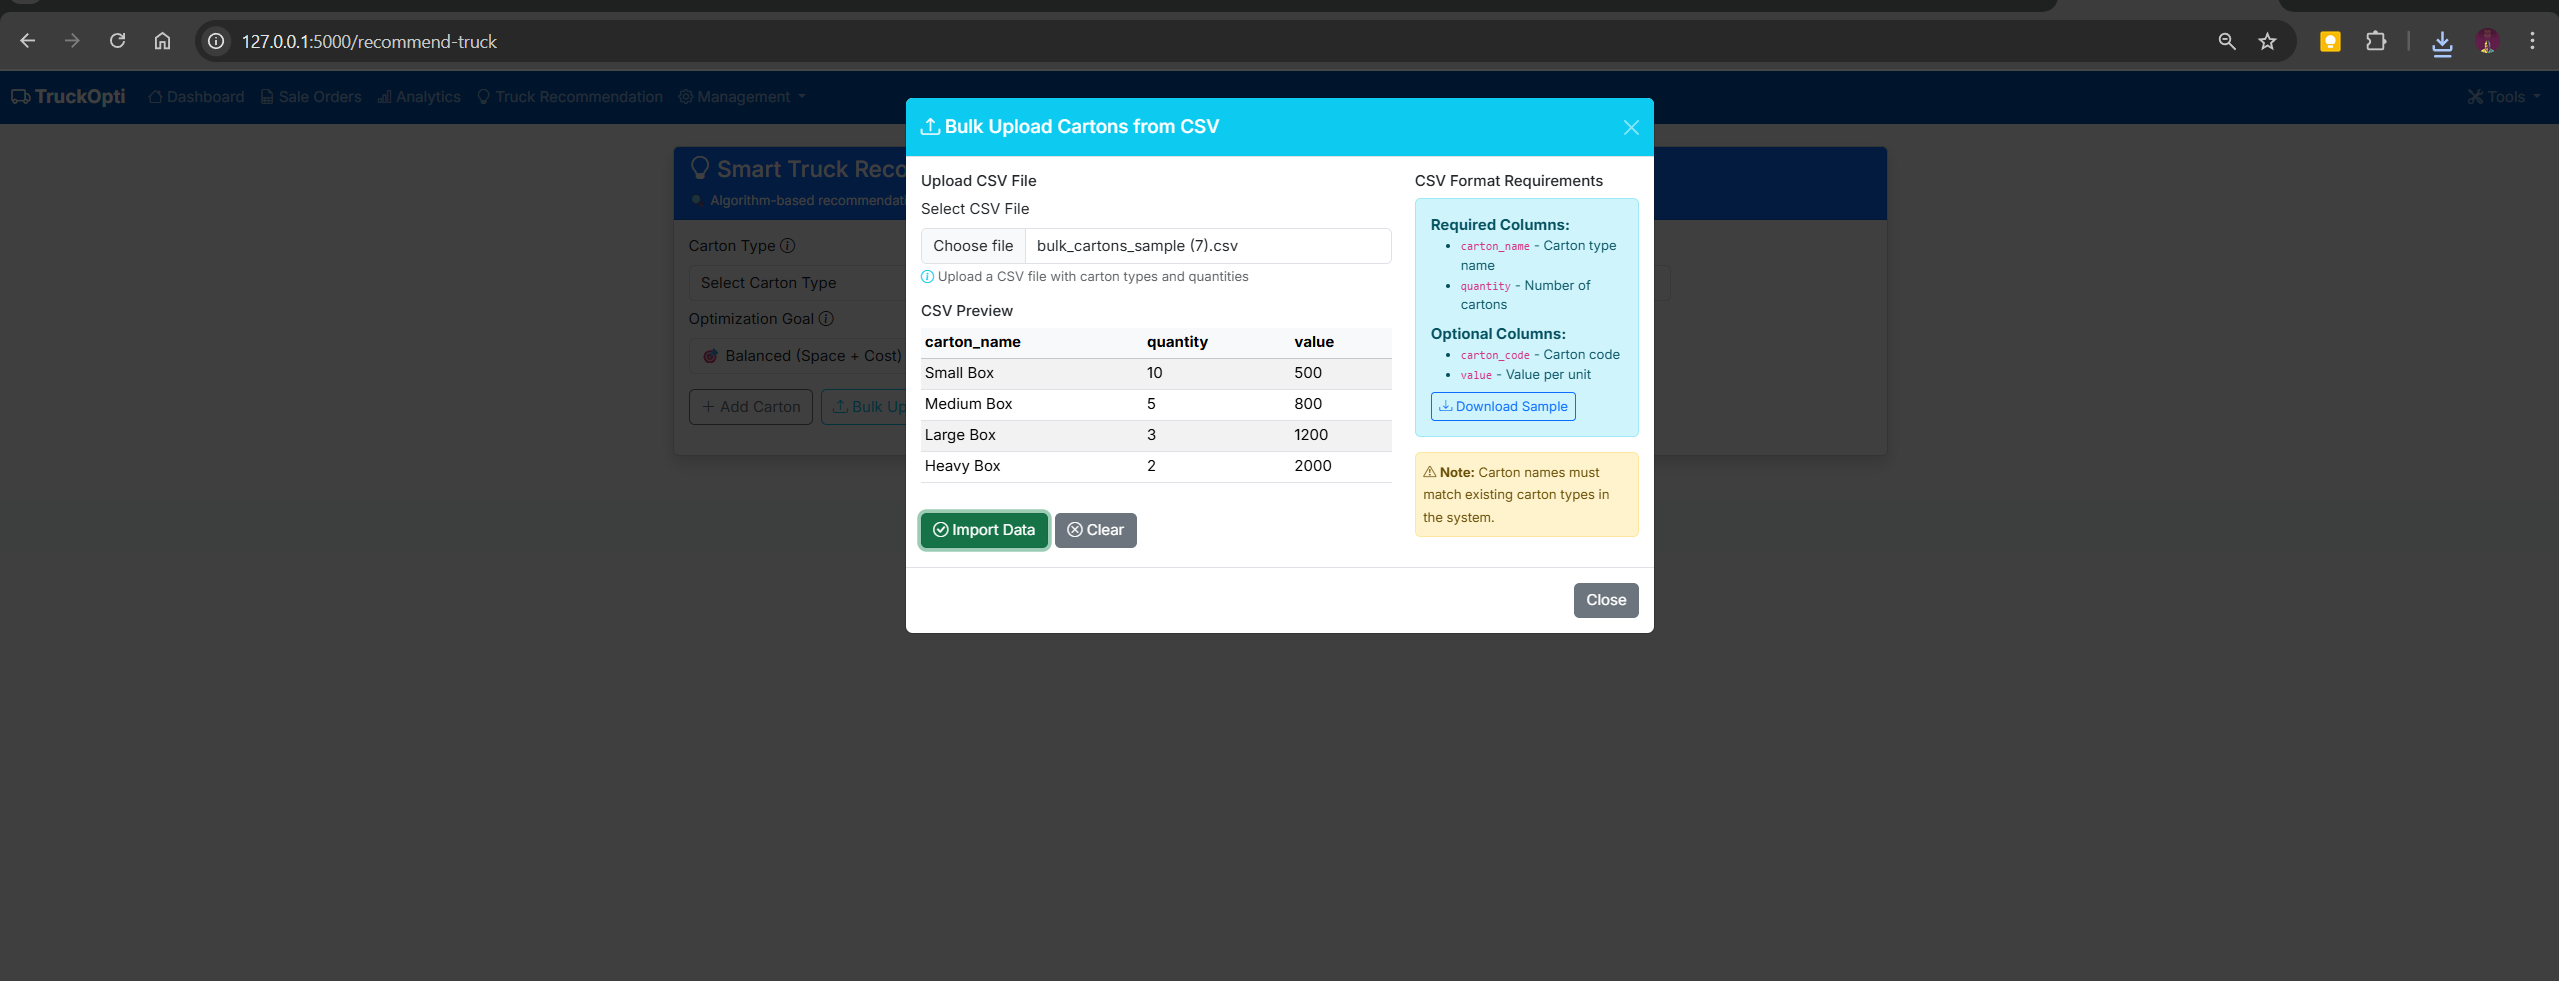 127.0.0.1:5000/recommend-truck
TruckOpti Dashboard Sale Orders Analytics Truck Recommendation Management Tools
Smart Truck Reco
Algorithm-based recommendati
Carton Type
Select Carton Type
Optimization Goal
Balanced (Space + Cost)
Add Carton Bulk Up
Bulk Upload Cartons from CSV
Upload CSV File
Select CSV File
Choose file bulk_cartons_sample (7).csv
Upload a CSV file with carton types and quantities
CSV Preview
carton_name quantity value
Small Box 10 500
Medium Box 5 800
Large Box 3 1200
Heavy Box 2 2000
Import Data Clear
CSV Format Requirements
Required Columns:
• carton_name - Carton type
name
• quantity - Number of
cartons
Optional Columns:
• carton_code - Carton code
• value - Value per unit
Download Sample
Note: Carton names must
match existing carton types in
the system.
Close